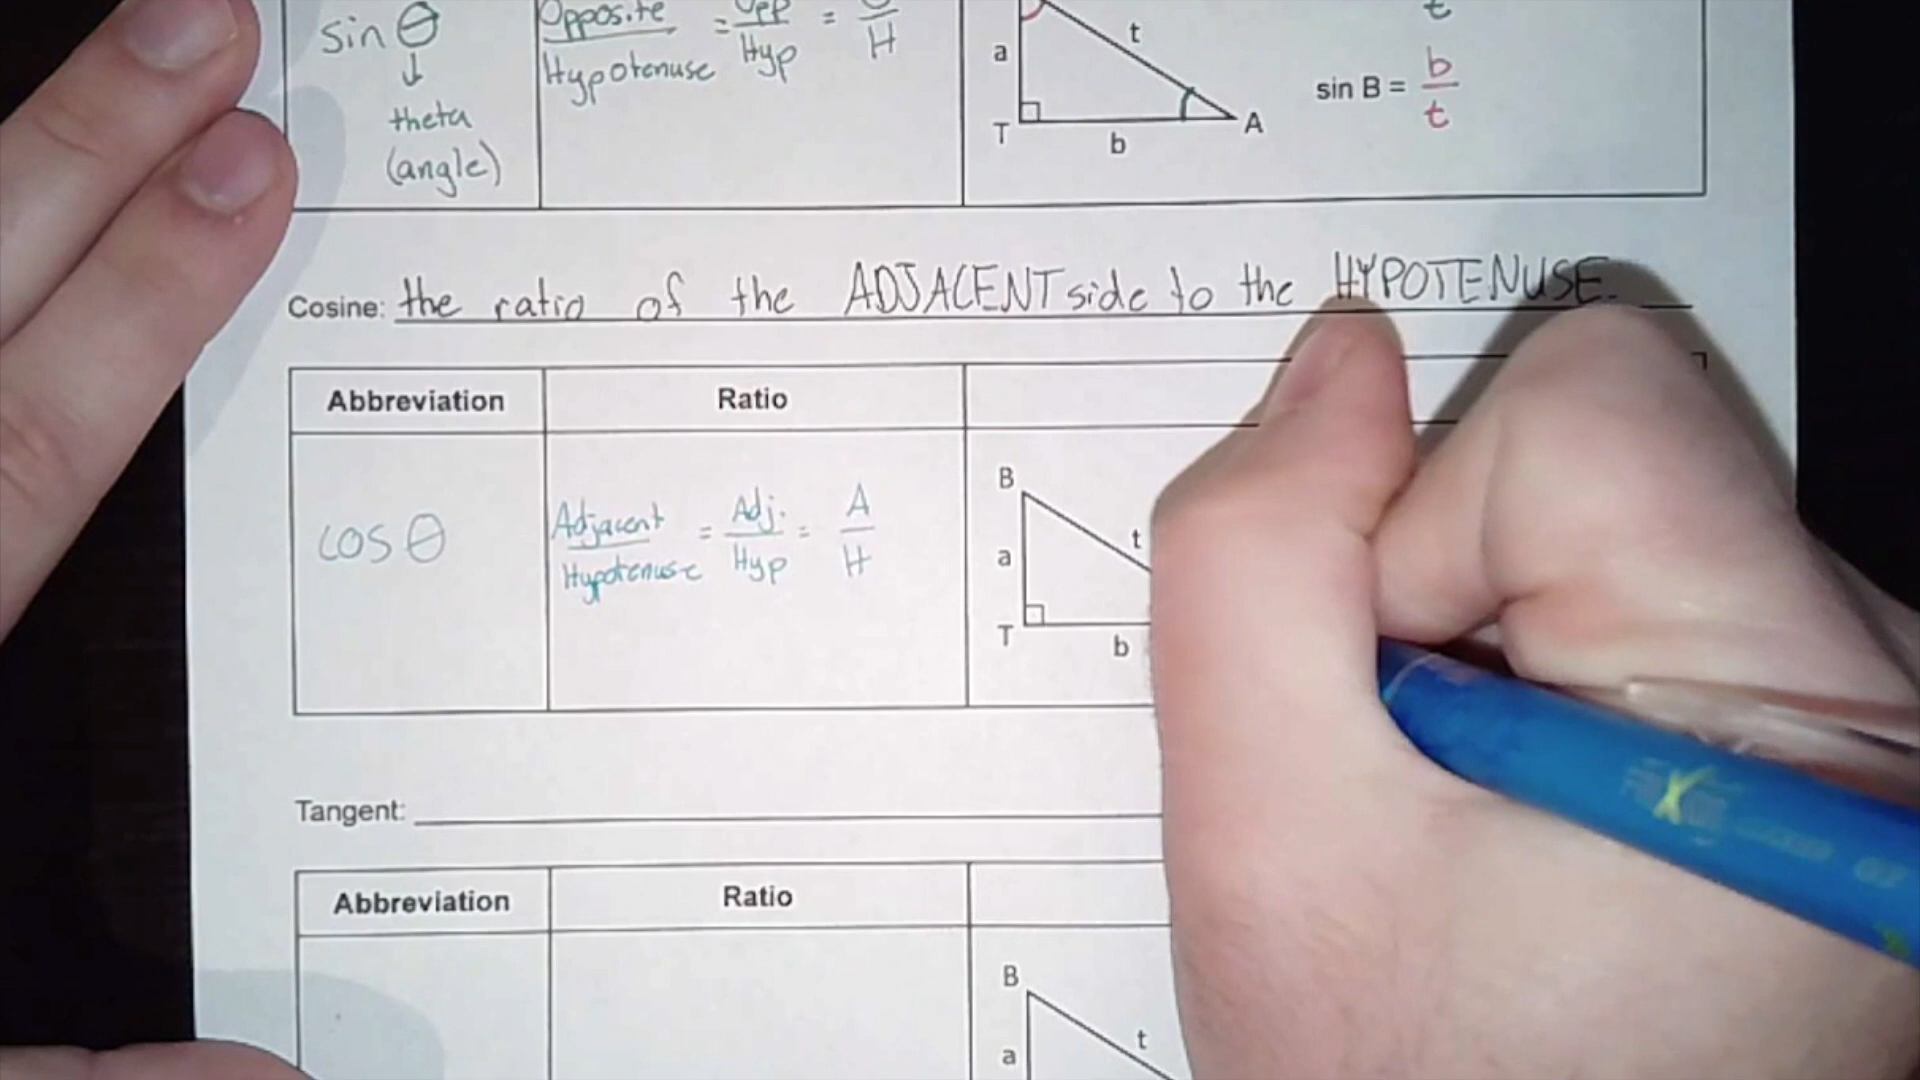 sin θ
Opposite = Opp = O
Hypotenuse Hyp H
theta
(angle)
a
t
T
b
A
t
sin B = b
t
Cosine: the ratio of the ADJACENT side to the HYPOTENUSE.
Abbreviation Ratio
cos θ
Adjacent = Adj. = A
Hypotenuse Hyp H
B
t
a
T
b
Tangent:
Abbreviation Ratio
B
t
a